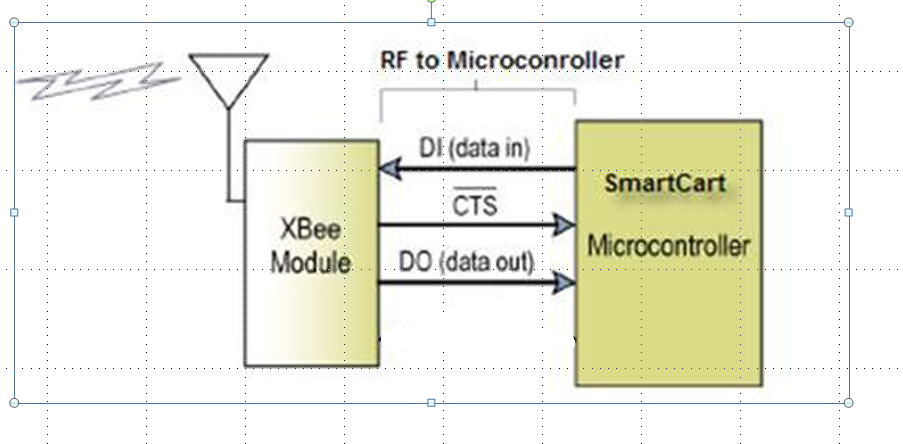 RF to Microconroller
DI (data in)
SmartCart
CTS
XBee
Module
Microcontroller
DO (data out)